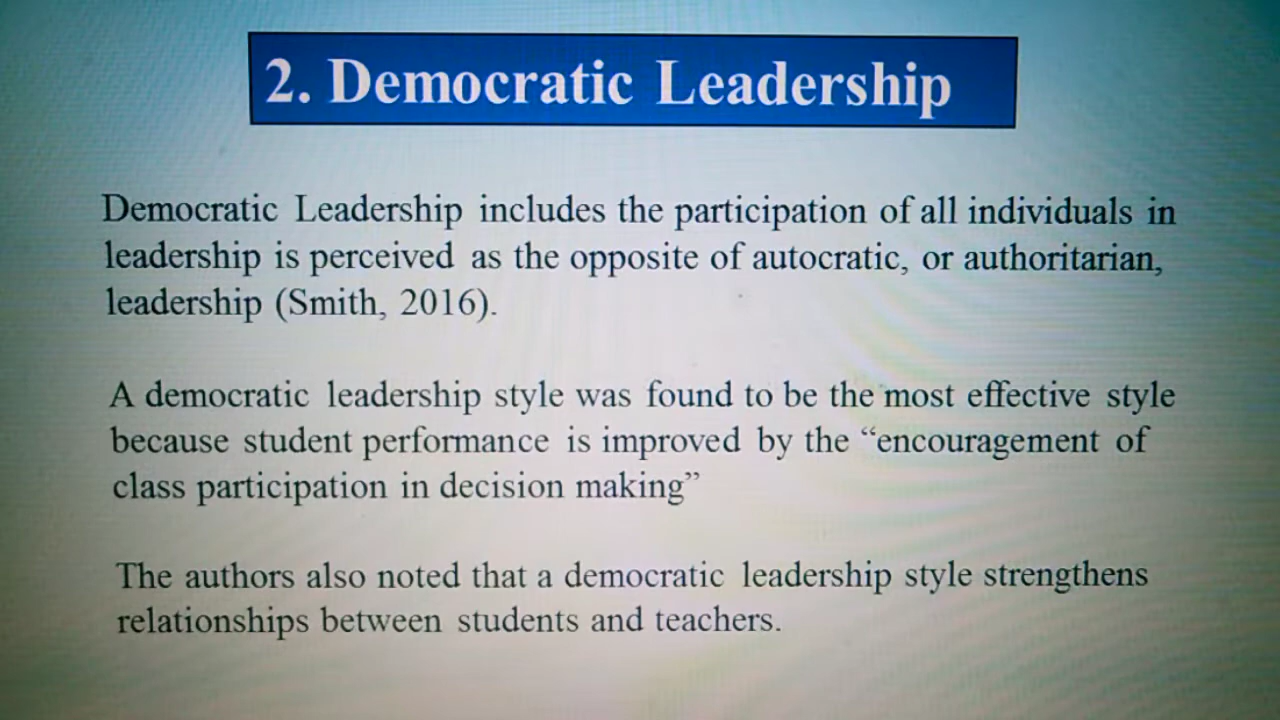 2. Democratic Leadership
Democratic Leadership includes the participation of all individuals in
leadership is perceived as the opposite of autocratic, or authoritarian,
leadership (Smith, 2016).
A democratic leadership style was found to be the most effective style
because student performance is improved by the “encouragement of
class participation in decision making”
The authors also noted that a democratic leadership style strengthens
relationships between students and teachers.